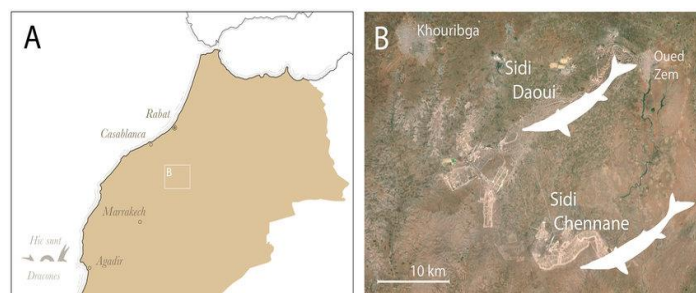 A
Rabat
Casablanca
B
Marrakech
Hic sunt
Dracones
Agadir
B
Khouribga
Sidi
Daoui
Oued
Zem
Sidi
Chennane
10 km